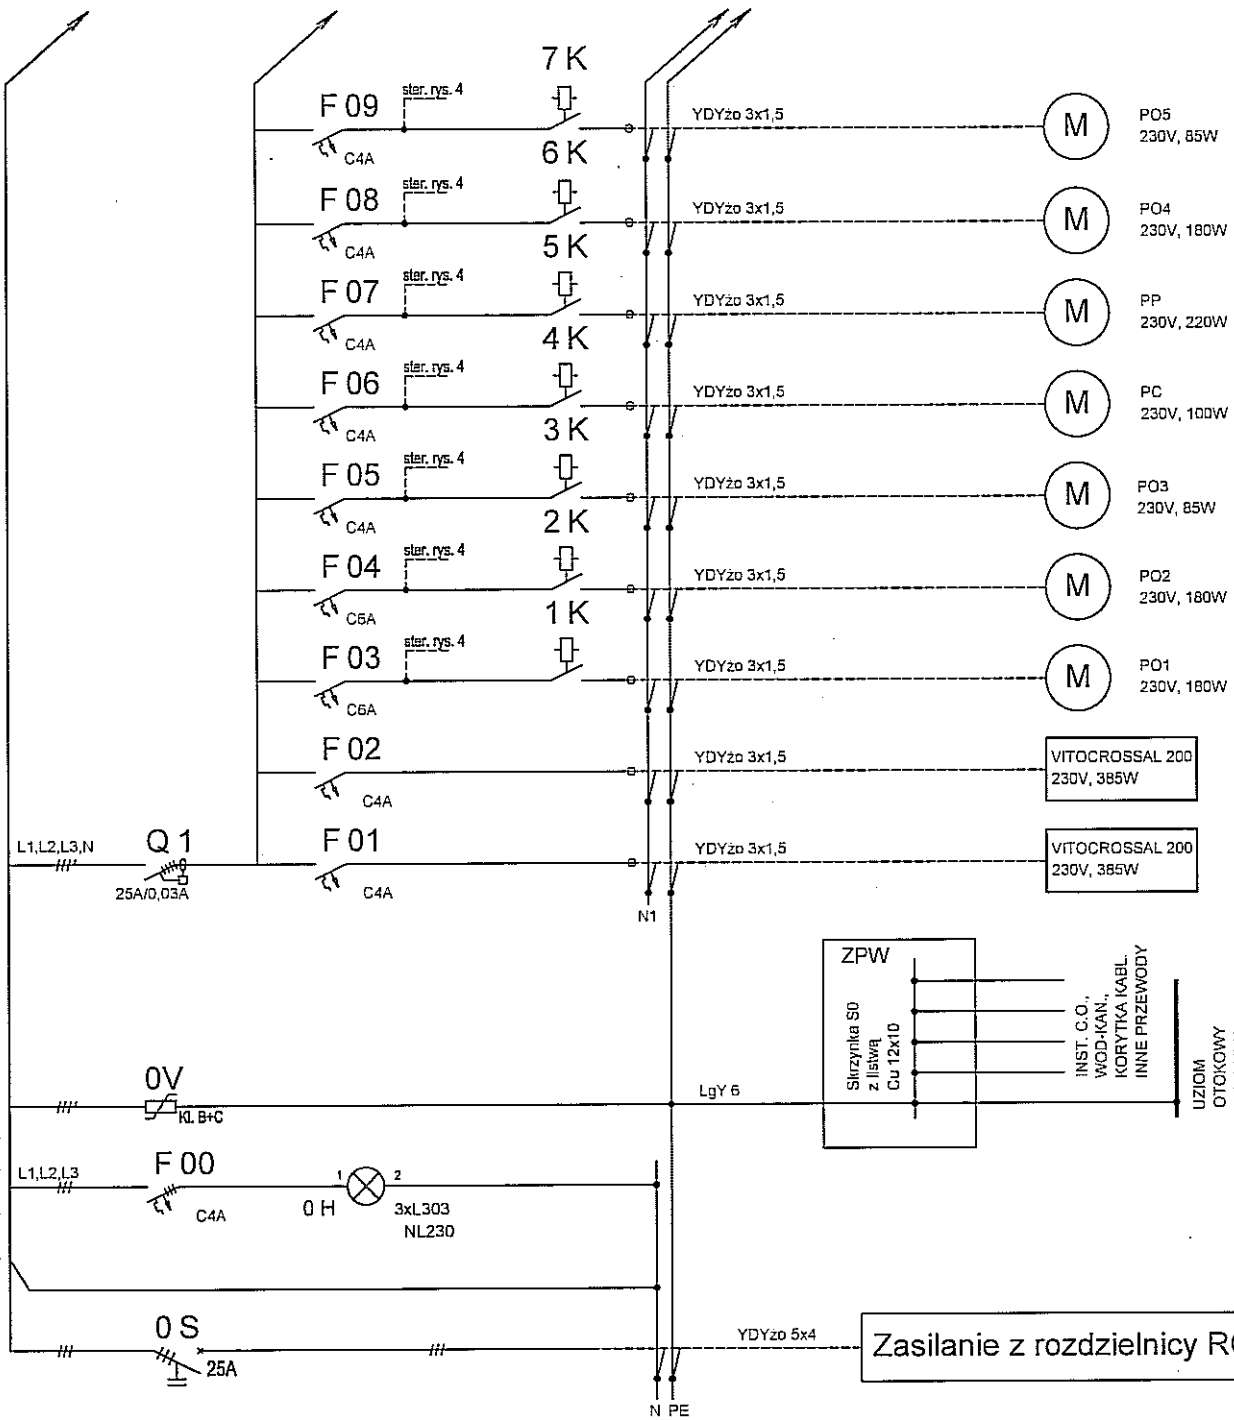 7 K
F 09
ster. rys. 4
C4A
YDYżo 3x1,5
M
PO5
230V, 85W
6 K
F 08
ster. rys. 4
C4A
YDYżo 3x1,5
M
PO4
230V, 180W
5 K
F 07
ster. rys. 4
C4A
YDYżo 3x1,5
M
PP
230V, 220W
4 K
F 06
ster. rys. 4
C4A
YDYżo 3x1,5
M
PC
230V, 100W
3 K
F 05
ster. rys. 4
C4A
YDYżo 3x1,5
M
PO3
230V, 85W
2 K
F 04
ster. rys. 4
C6A
YDYżo 3x1,5
M
PO2
230V, 180W
1 K
F 03
ster. rys. 4
C6A
YDYżo 3x1,5
M
PO1
230V, 180W
F 02
C4A
YDYżo 3x1,5
VITOCROSSAL 200
230V, 385W
L1,L2,L3,N
Q 1
25A/0,03A
F 01
C4A
YDYżo 3x1,5
VITOCROSSAL 200
230V, 385W
N1
ZPW
Skrzynka S0
z listwą
Cu 12x10
INST. C.O.,
WOD-KAN.,
KORYTKA KABL.
INNE PRZEWODY
UZIOM
OTOKOWY
0V
Kl. B+C
LgY 6
L1,L2,L3
F 00
C4A
0 H
1
2
3xL303
NL230
0 S
25A
YDYżo 5x4
Zasilanie z rozdzielnicy
N PE